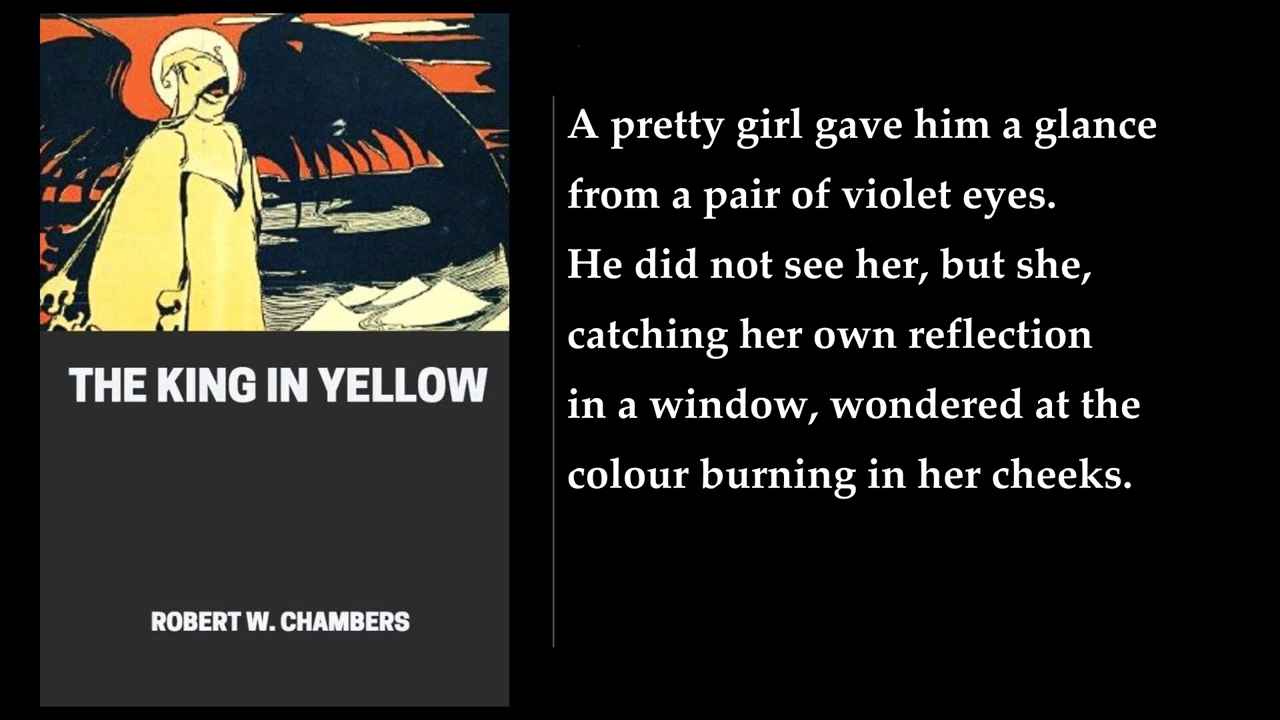 THE KING IN YELLOW
ROBERT W. CHAMBERS
A pretty girl gave him a glance
from a pair of violet eyes.
He did not see her, but she,
catching her own reflection
in a window, wondered at the
colour burning in her cheeks.